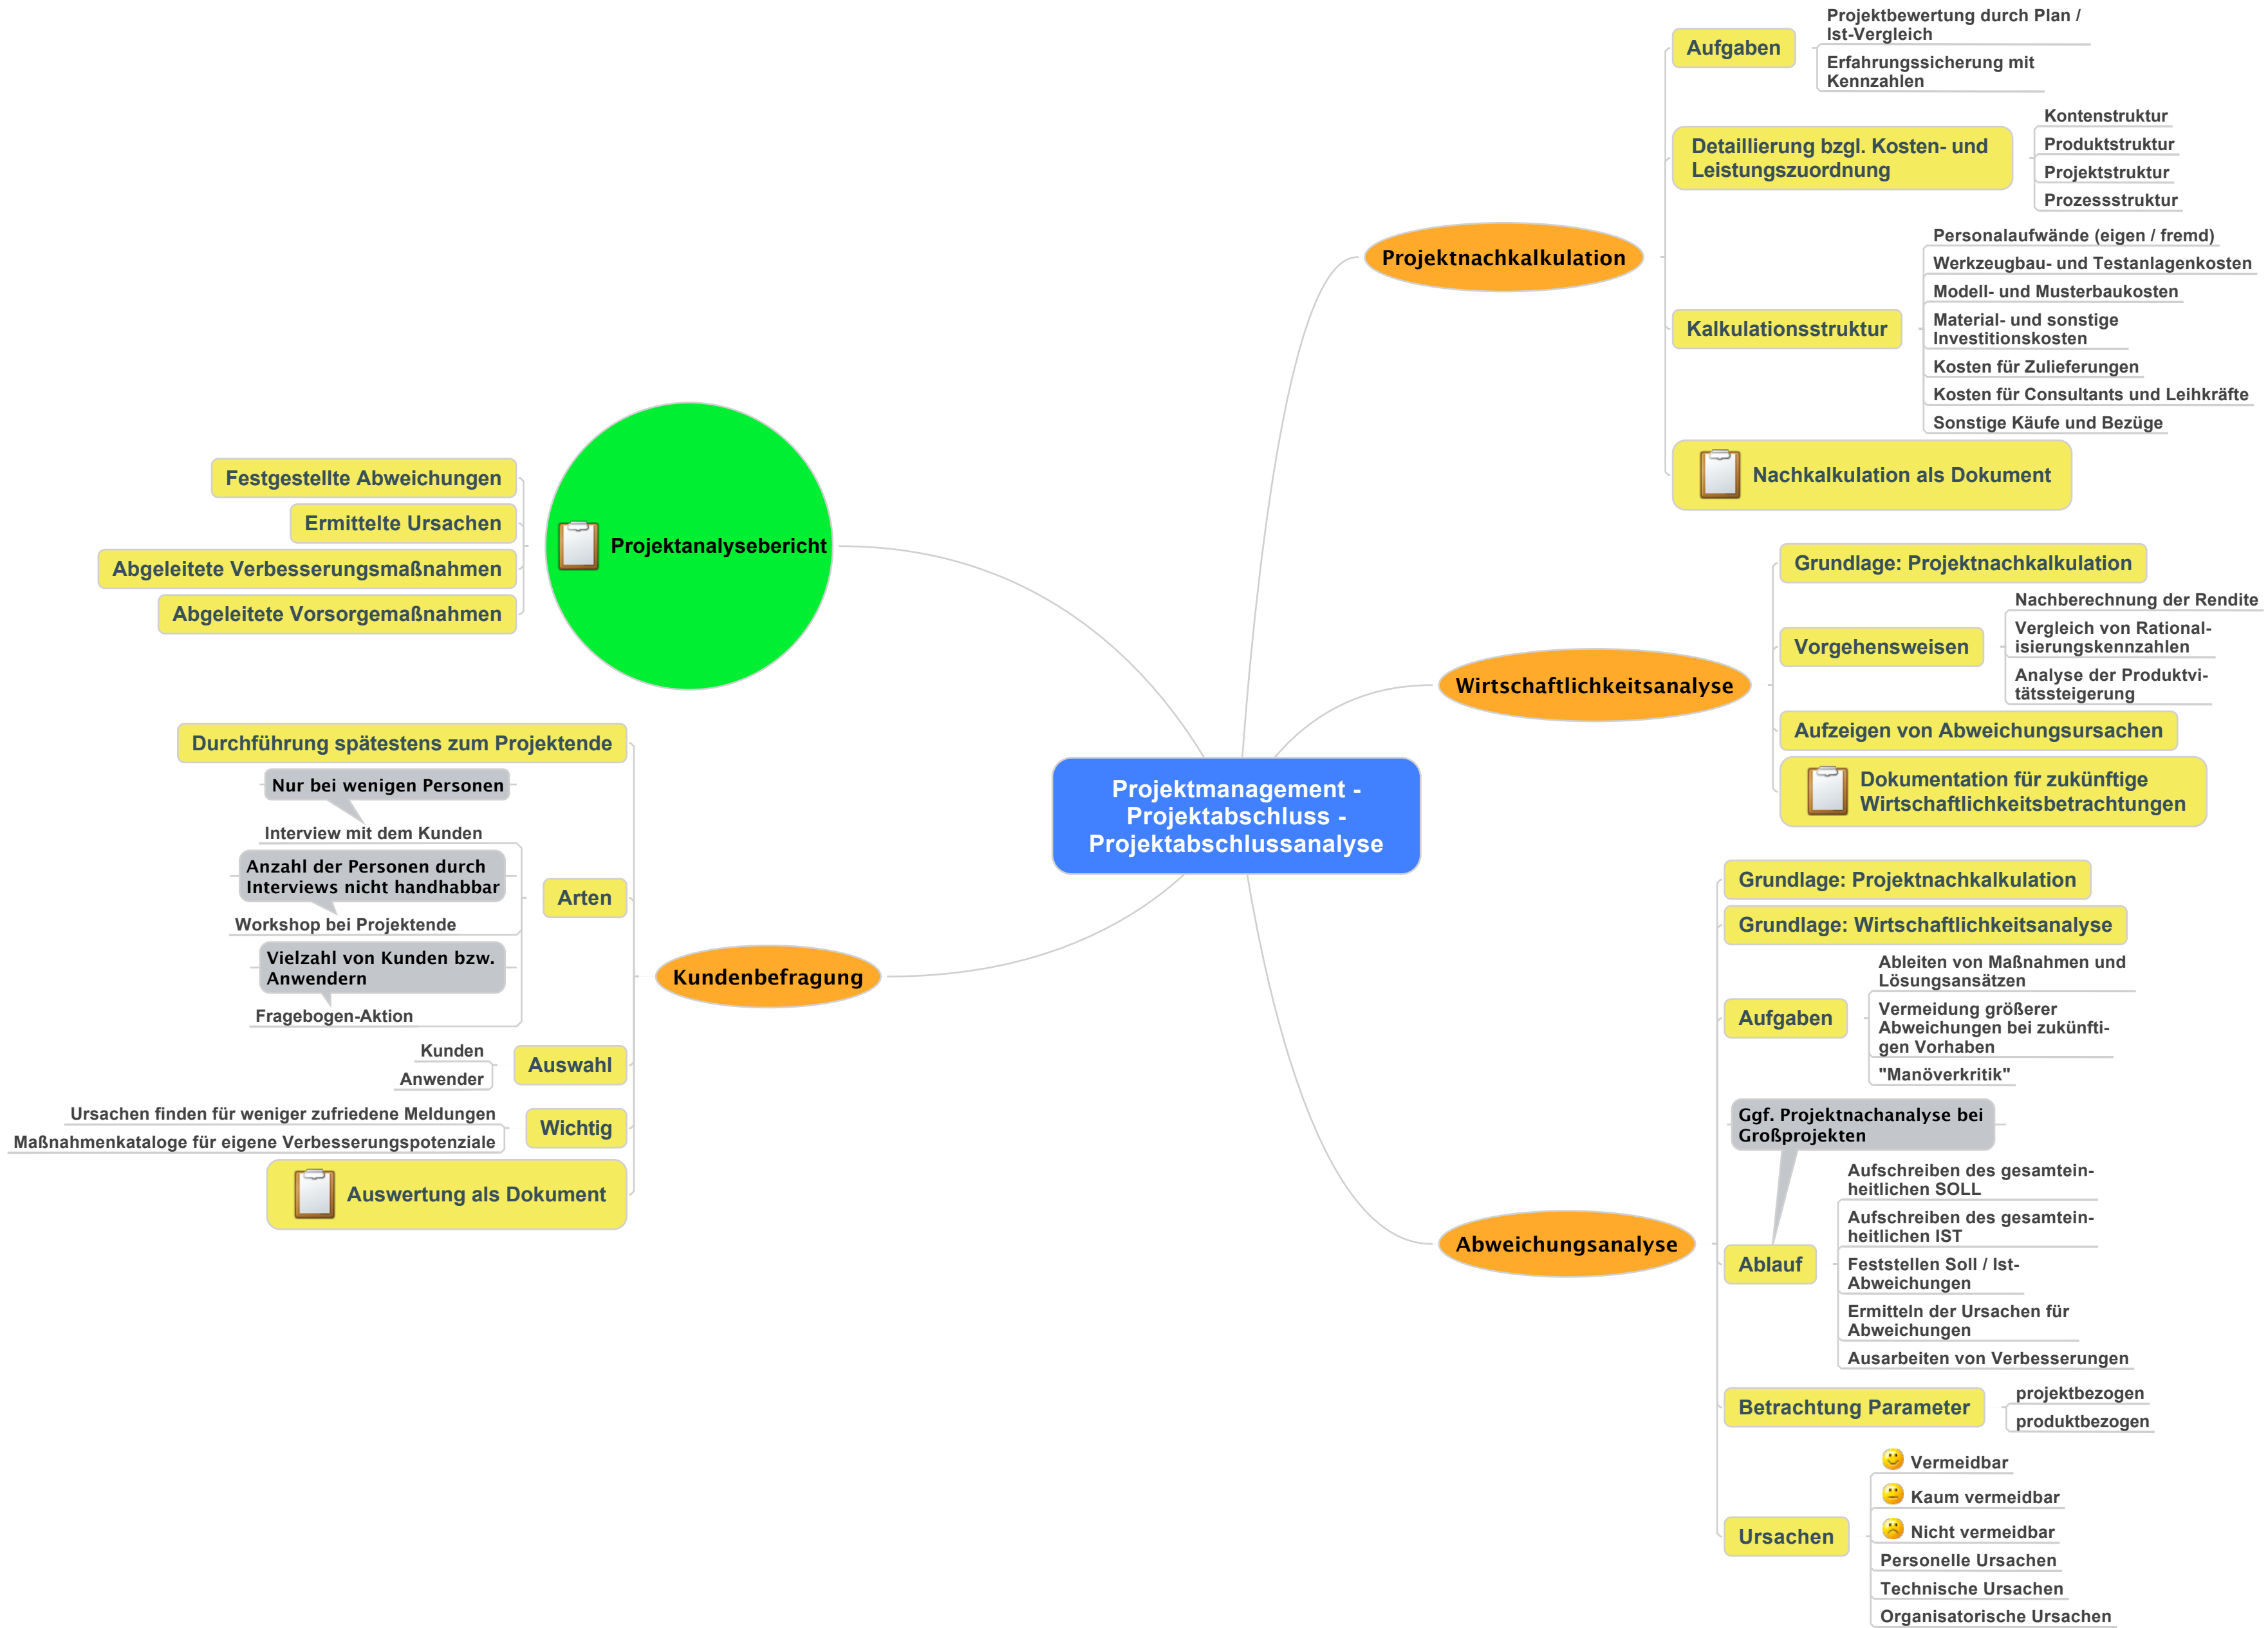 Projektmanagement -
Projektabschluss -
Projektabschlussanalyse
Projektnachkalkulation
Aufgaben
Projektbewertung durch Plan /
Ist-Vergleich
Erfahrungssicherung mit
Kennzahlen
Detaillierung bzgl. Kosten- und
Leistungszuordnung
Kontenstruktur
Produktstruktur
Projektstruktur
Prozessstruktur
Kalkulationsstruktur
Personalaufwände (eigen / fremd)
Werkzeugbau- und Testanlagenkosten
Modell- und Musterbaukosten
Material- und sonstige
Investitionskosten
Kosten für Zulieferungen
Kosten für Consultants und Leihkräfte
Sonstige Käufe und Bezüge
Nachkalkulation als Dokument
Wirtschaftlichkeitsanalyse
Grundlage: Projektnachkalkulation
Vorgehensweisen
Nachberechnung der Rendite
Vergleich von Rational-
isierungskennzahlen
Analyse der Produktvi-
tätssteigerung
Aufzeigen von Abweichungsursachen
Dokumentation für zukünftige
Wirtschaftlichkeitsbetrachtungen
Abweichungsanalyse
Grundlage: Projektnachkalkulation
Grundlage: Wirtschaftlichkeitsanalyse
Aufgaben
Ableiten von Maßnahmen und
Lösungsansätzen
Vermeidung größerer
Abweichungen bei zukünfti-
gen Vorhaben
"Manöverkritik"
Ggf. Projektnachanalyse bei
Großprojekten
Ablauf
Aufschreiben des gesamtein-
heitlichen SOLL
Aufschreiben des gesamtein-
heitlichen IST
Feststellen Soll / Ist-
Abweichungen
Ermitteln der Ursachen für
Abweichungen
Ausarbeiten von Verbesserungen
Betrachtung Parameter
projektbezogen
produktbezogen
Ursachen
Vermeidbar
Kaum vermeidbar
Nicht vermeidbar
Personelle Ursachen
Technische Ursachen
Organisatorische Ursachen
Projektanalysebericht
Festgestellte Abweichungen
Ermittelte Ursachen
Abgeleitete Verbesserungsmaßnahmen
Abgeleitete Vorsorgemaßnahmen
Kundenbefragung
Durchführung spätestens zum Projektende
Arten
Nur bei wenigen Personen
Interview mit dem Kunden
Anzahl der Personen durch
Interviews nicht handhabbar
Workshop bei Projektende
Vielzahl von Kunden bzw.
Anwendern
Fragebogen-Aktion
Auswahl
Kunden
Anwender
Wichtig
Ursachen finden für weniger zufriedene Meldungen
Maßnahmenkataloge für eigene Verbesserungspotenziale
Auswertung als Dokument